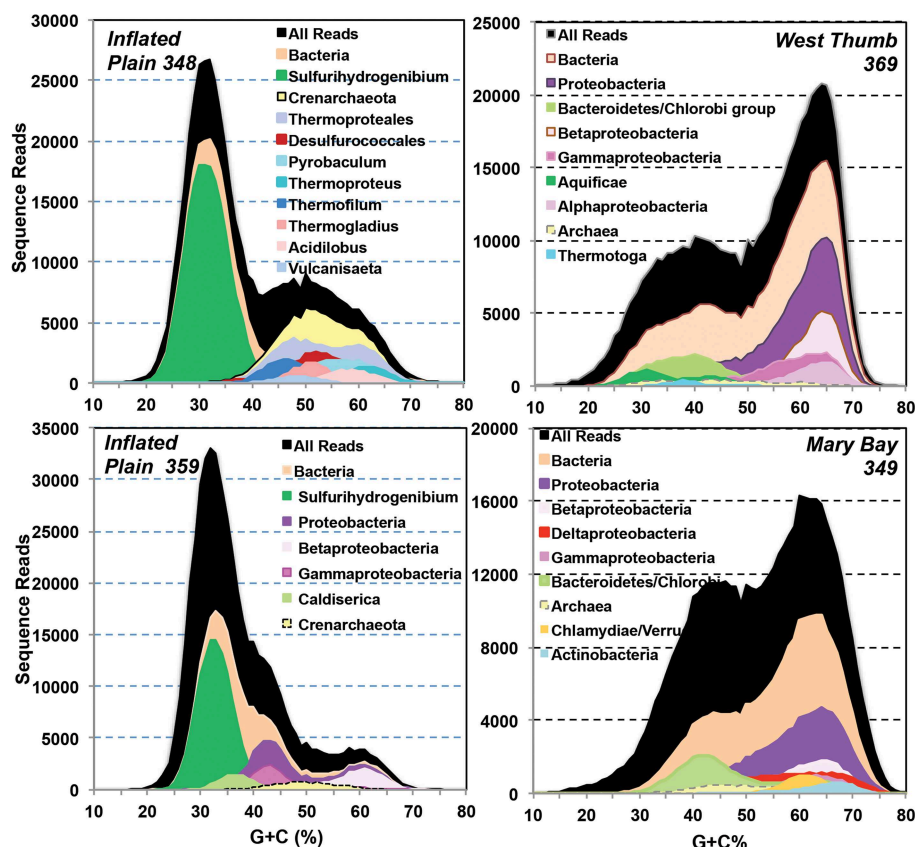 Inflated
Plain 348
All Reads
Bacteria
Sulfurihydrogenibium
Crenarchaeota
Thermoproteales
Desulfurococcales
Pyrobaculum
Thermoproteus
Thermofilum
Thermogladius
Acidilobus
Vulcanisaeta
Sequence Reads
30000
25000
20000
15000
10000
5000
0
10 20 30 40 50 60 70 80
West Thumb
369
All Reads
Bacteria
Proteobacteria
Bacteroidetes/Chlorobi group
Betaproteobacteria
Gammaproteobacteria
Aquificae
Alphaproteobacteria
Archaea
Thermotoga
25000
20000
15000
10000
5000
0
10 20 30 40 50 60 70 80
Inflated
Plain 359
All Reads
Bacteria
Sulfurihydrogenibium
Proteobacteria
Betaproteobacteria
Gammaproteobacteria
Caldiserica
Crenarchaeota
Sequence Reads
35000
30000
25000
20000
15000
10000
5000
0
10 20 30 40 50 60 70 80
G+C (%)
Mary Bay
349
All Reads
Bacteria
Proteobacteria
Betaproteobacteria
Deltaproteobacteria
Gammaproteobacteria
Bacteroidetes/Chlorobi
Archaea
Chlamydiae/Verru
Actinobacteria
20000
16000
12000
8000
4000
0
10 20 30 40 50 60 70 80
G+C%